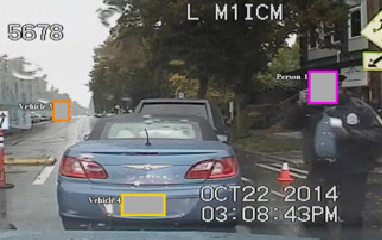 L M1ICM
5678
Person 1
Vehicle 3
Vehicle 4
OCT22 2014
03:08:43PM